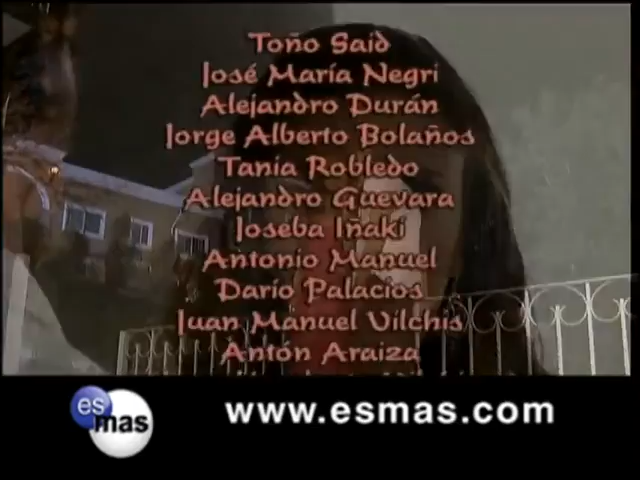 Toño Said
José María Negri
Alejandro Durán
Jorge Alberto Bolaños
Tania Robledo
Alejandro Guevara
Joseba Iñaki
Antonio Manuel
Darío Palacios
Juan Manuel Vilchis
Antón Araiza
es
mas
www.esmas.com